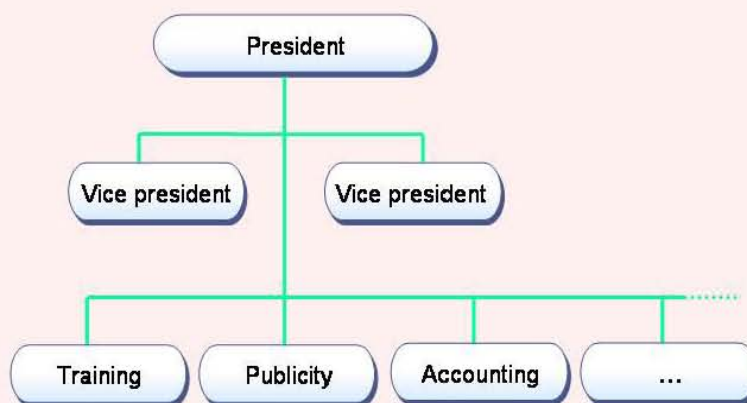 President
Vice president
Vice president
Training
Publicity
Accounting
...